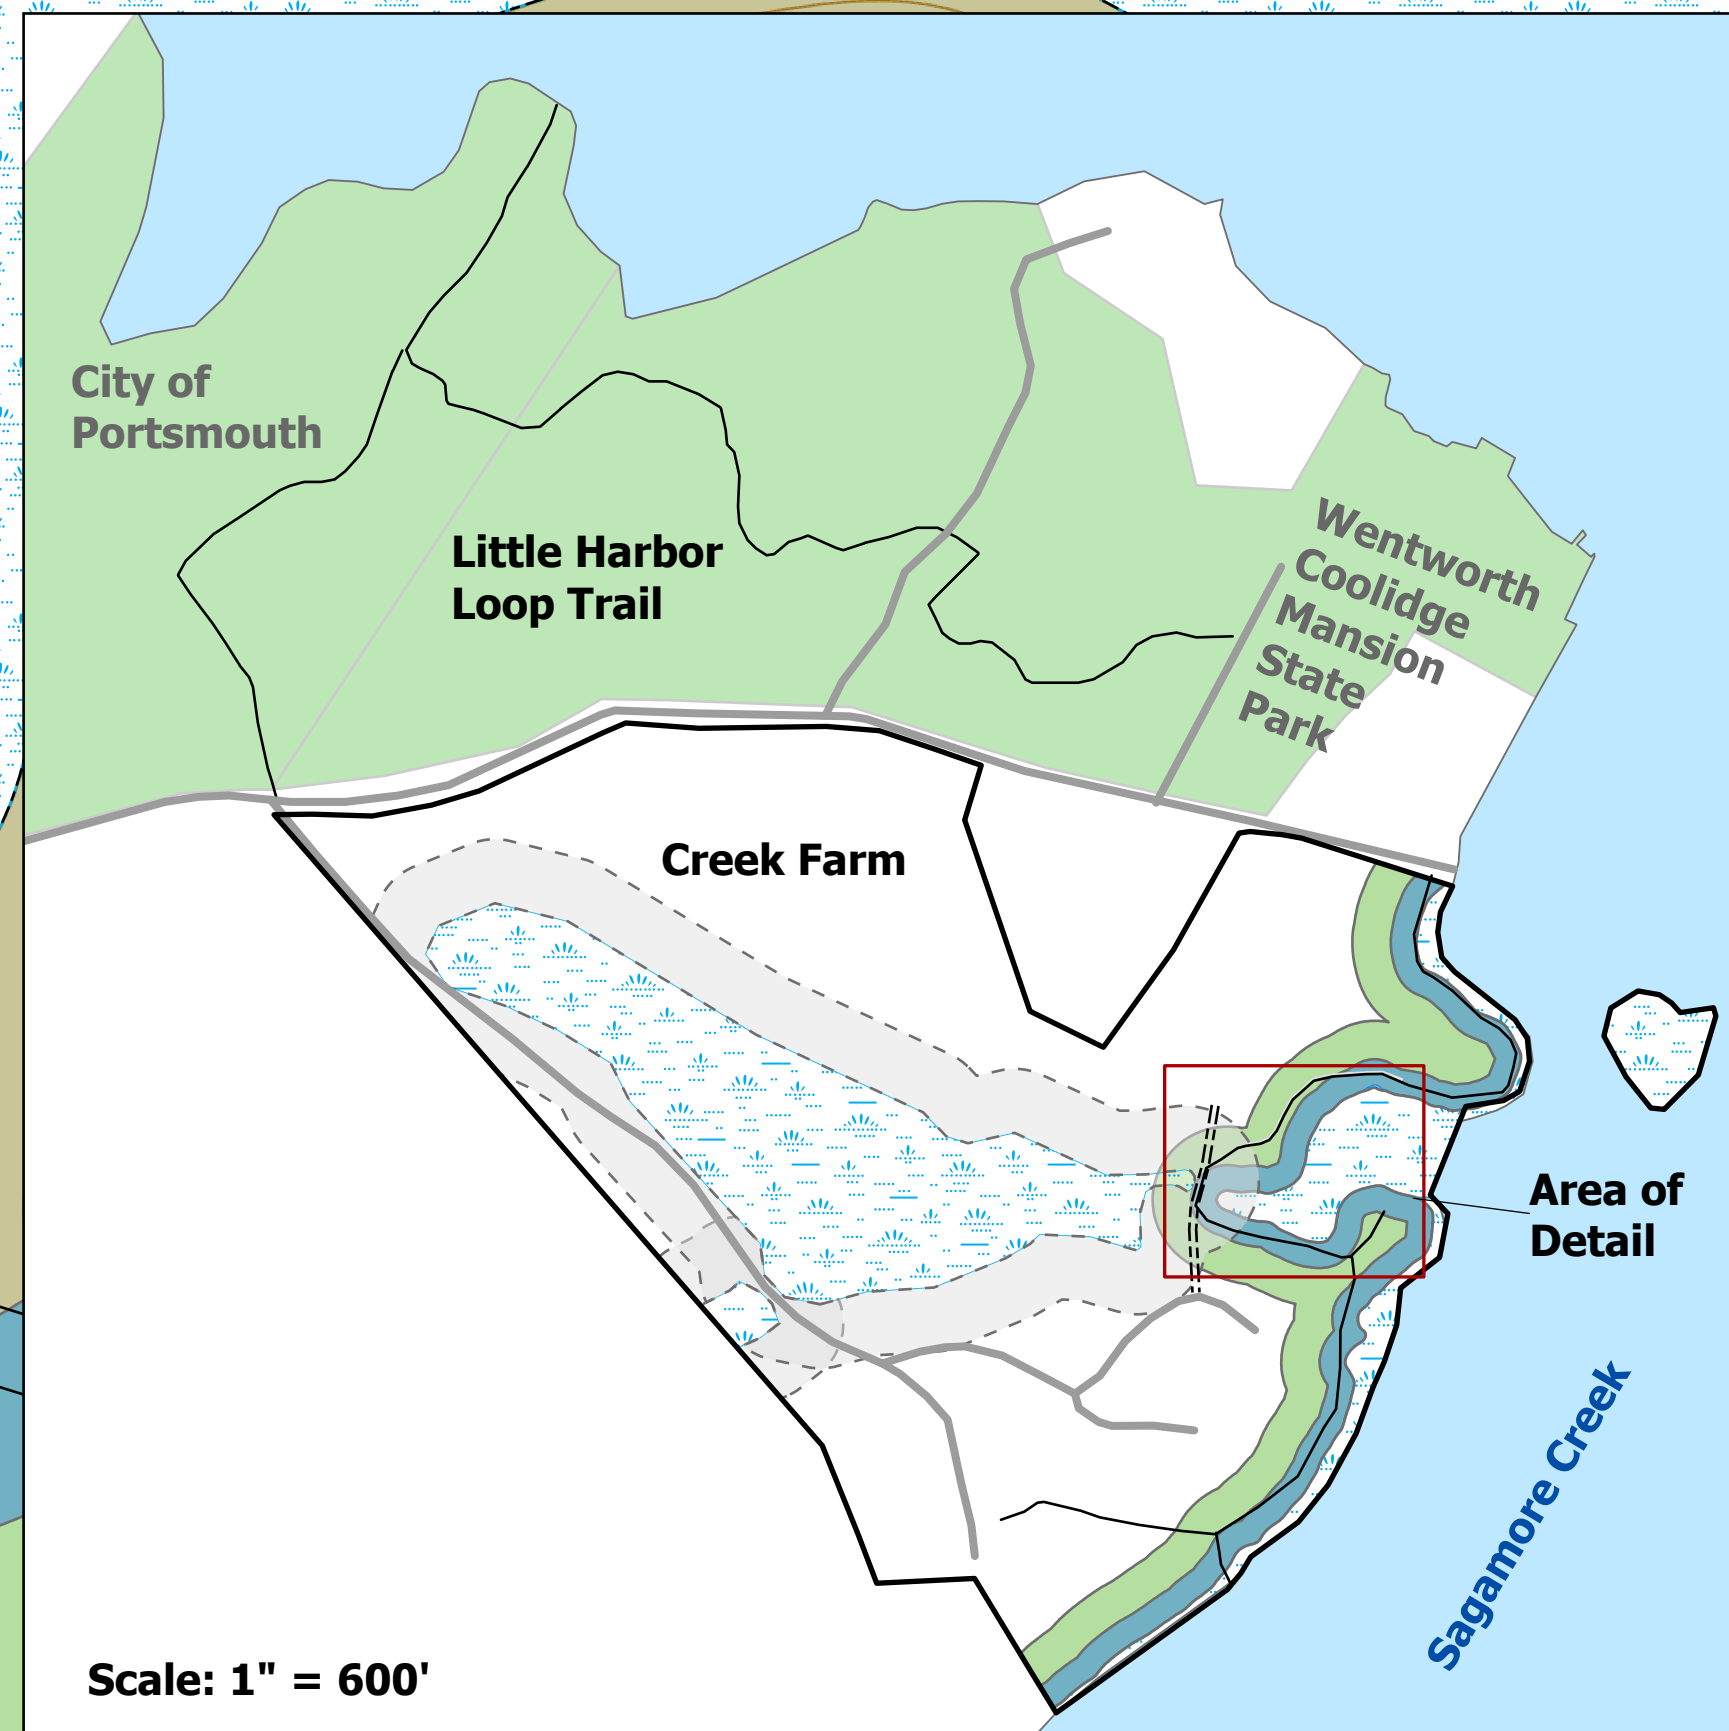 City of
Portsmouth
Little Harbor
Loop Trail
Wentworth
Coolidge
Mansion
State
Park
Creek Farm
Area of
Detail
Sagamore Creek
Scale: 1" = 600'